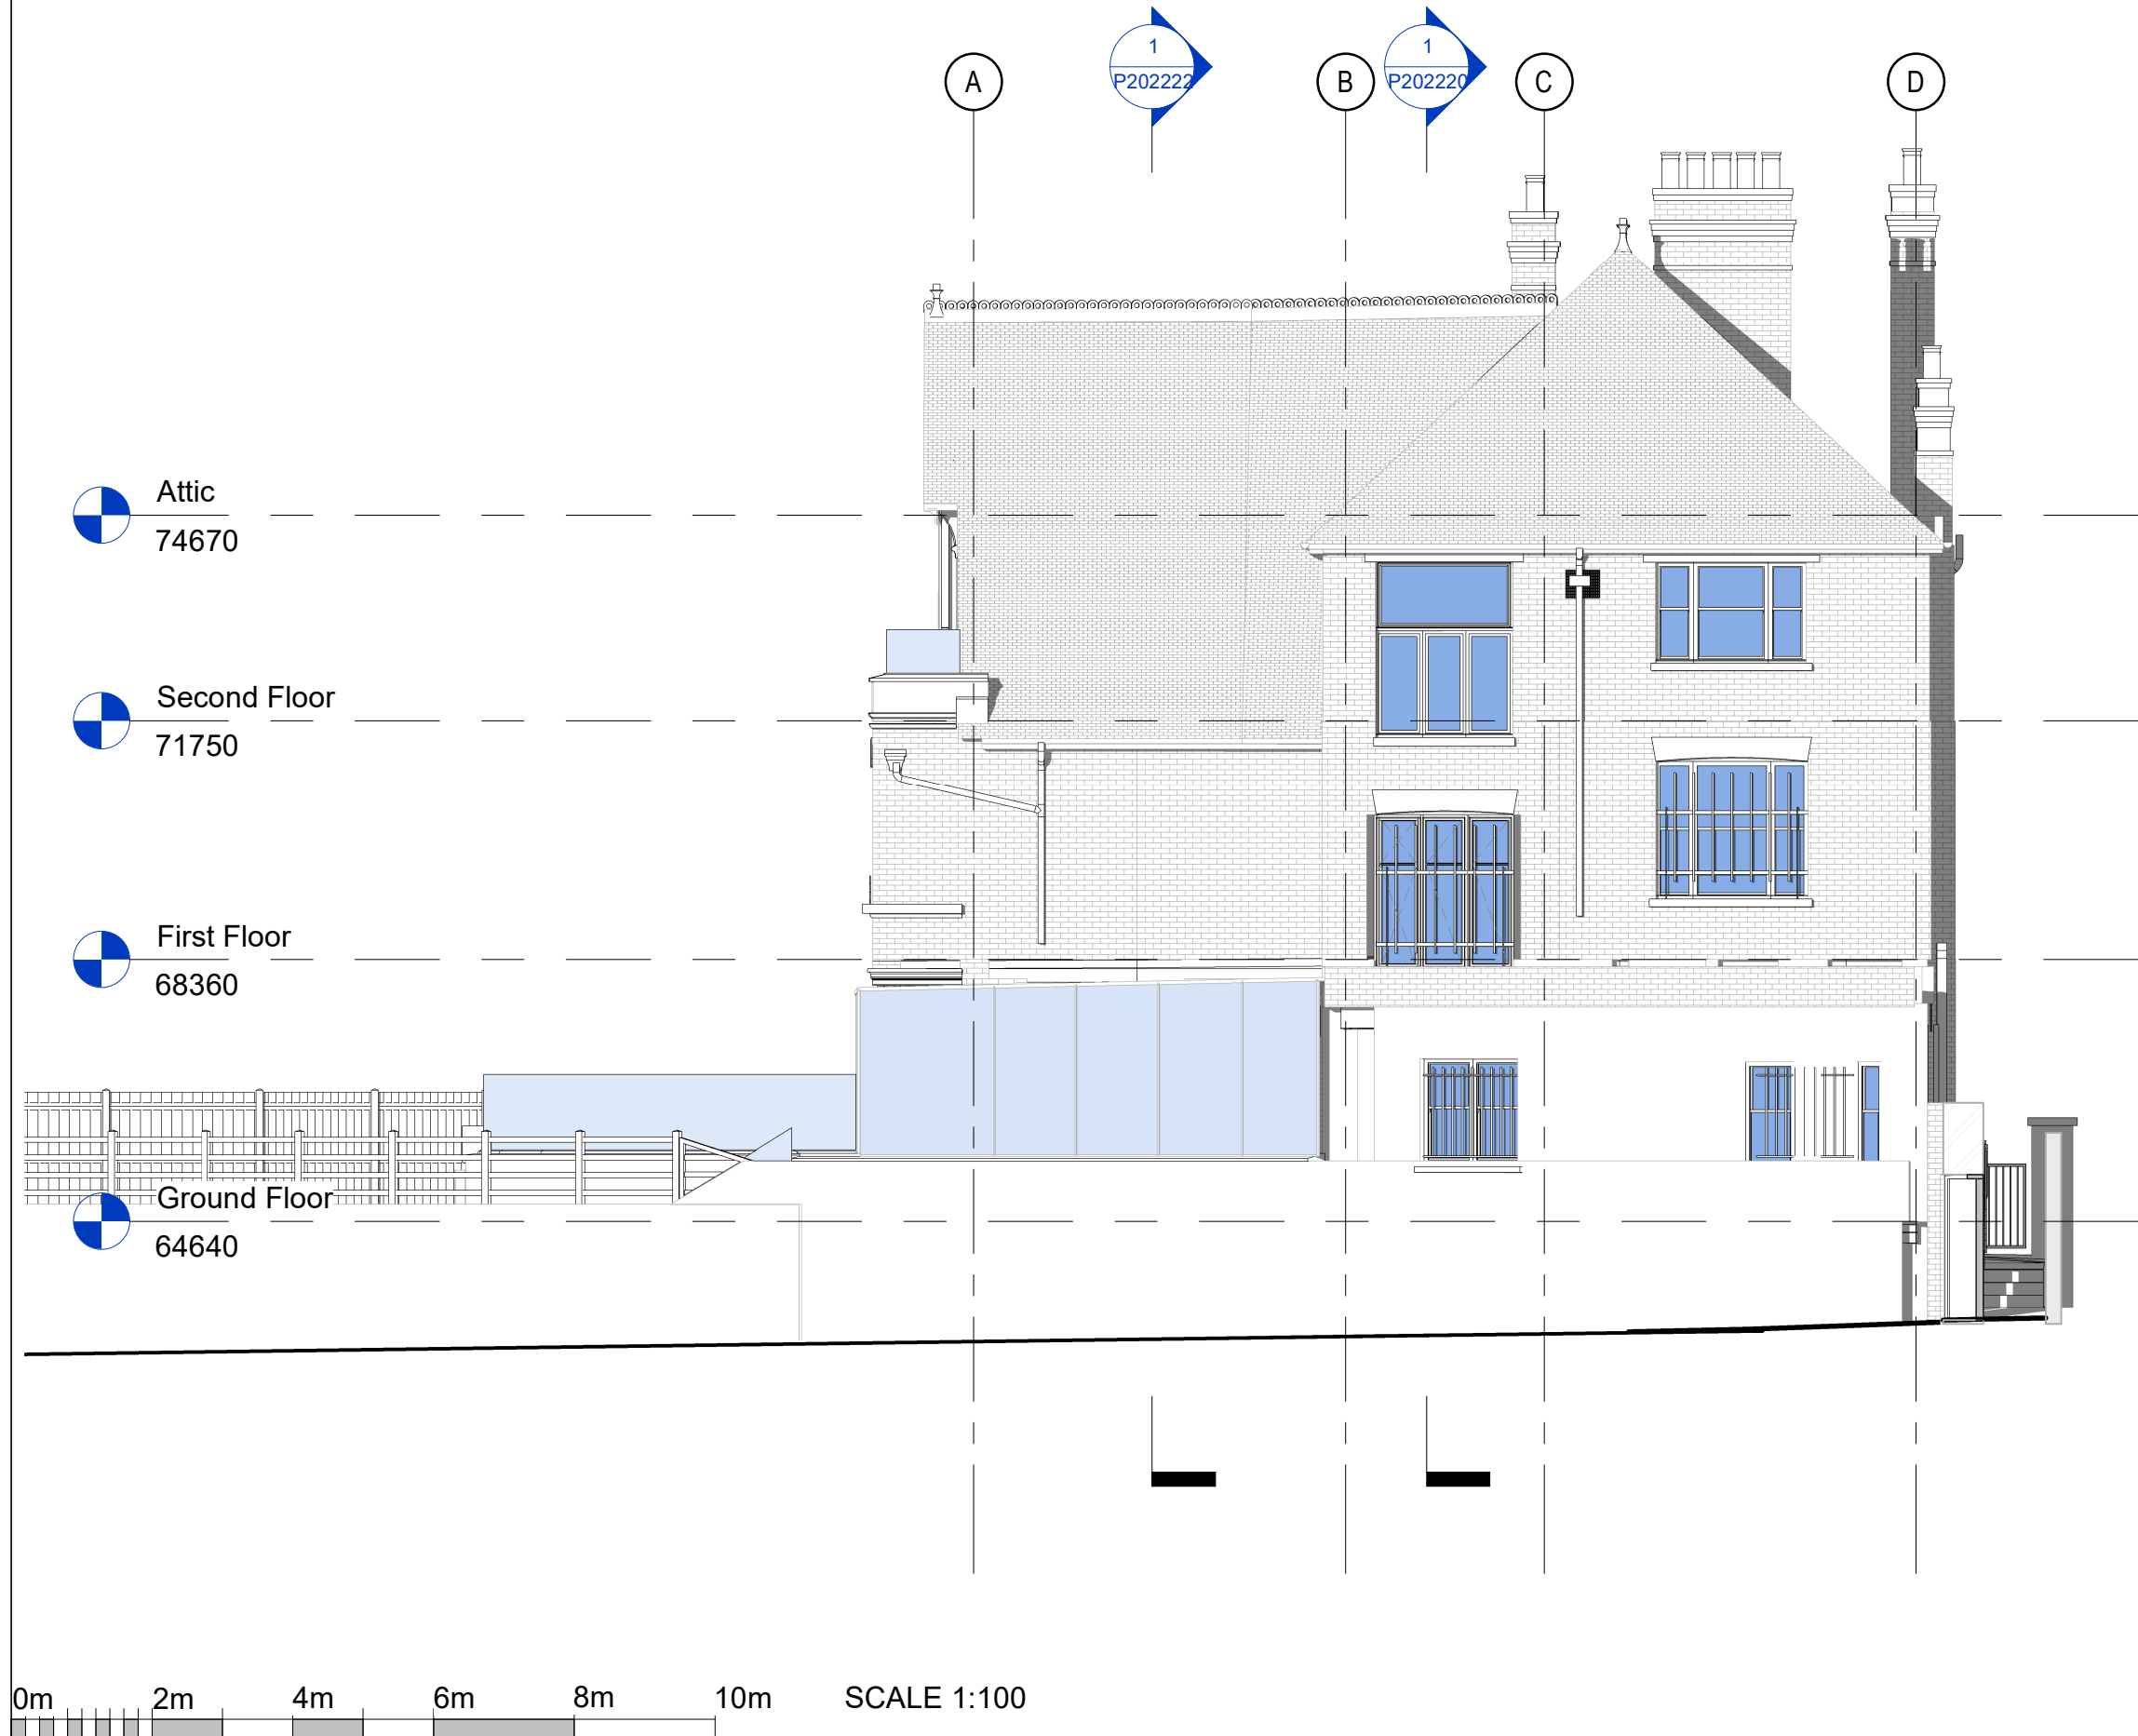 1
P202222
1
P202220
A
B
C
D
Attic
74670
Second Floor
71750
First Floor
68360
Ground Floor
64640
0m 2m 4m 6m 8m 10m SCALE 1:100